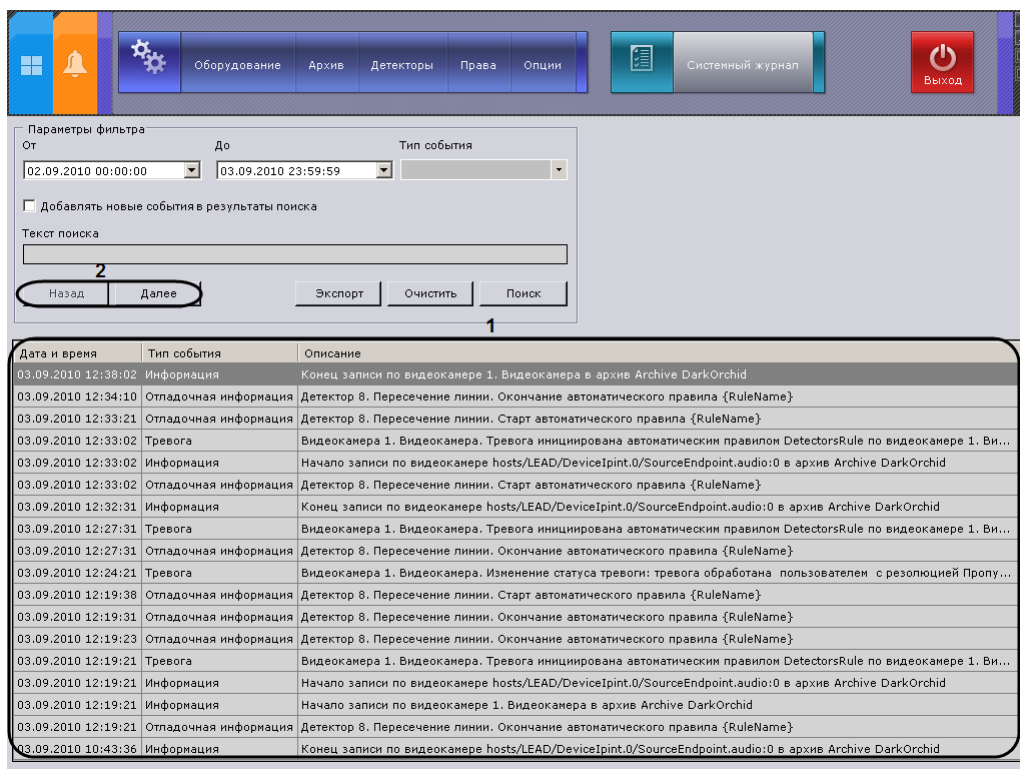 Оборудование Архив Детекторы Права Опции Системный журнал Выход
Параметры фильтра
От До Тип события
02.09.2010 00:00:00 03.09.2010 23:59:59
Добавлять новые события в результаты поиска
Текст поиска
2
Назад Далее Экспорт Очистить Поиск
1
Дата и время Тип события Описание
03.09.2010 12:38:02 Информация Конец записи по видеокамере 1. Видеокамера в архив Archive DarkOrchid
03.09.2010 12:34:10 Отладочная информация Детектор 8. Пересечение линии. Окончание автоматического правила {RuleName}
03.09.2010 12:33:21 Отладочная информация Детектор 8. Пересечение линии. Старт автоматического правила {RuleName}
03.09.2010 12:33:02 Тревога Видеокамера 1. Видеокамера. Тревога инициирована автоматическим правилом DetectorsRule по видеокамере 1. Ви...
03.09.2010 12:33:02 Информация Начало записи по видеокамере hosts/LEAD/DeviceIpint.0/SourceEndpoint.audio:0 в архив Archive DarkOrchid
03.09.2010 12:33:02 Отладочная информация Детектор 8. Пересечение линии. Старт автоматического правила {RuleName}
03.09.2010 12:32:31 Информация Конец записи по видеокамере hosts/LEAD/DeviceIpint.0/SourceEndpoint.audio:0 в архив Archive DarkOrchid
03.09.2010 12:27:31 Тревога Видеокамера 1. Видеокамера. Тревога инициирована автоматическим правилом DetectorsRule по видеокамере 1. Ви...
03.09.2010 12:27:31 Отладочная информация Детектор 8. Пересечение линии. Окончание автоматического правила {RuleName}
03.09.2010 12:24:21 Тревога Видеокамера 1. Видеокамера. Изменение статуса тревоги: тревога обработана пользователем с резолюцией Пропу...
03.09.2010 12:19:38 Отладочная информация Детектор 8. Пересечение линии. Старт автоматического правила {RuleName}
03.09.2010 12:19:31 Отладочная информация Детектор 8. Пересечение линии. Окончание автоматического правила {RuleName}
03.09.2010 12:19:23 Отладочная информация Детектор 8. Пересечение линии. Окончание автоматического правила {RuleName}
03.09.2010 12:19:21 Тревога Видеокамера 1. Видеокамера. Тревога инициирована автоматическим правилом DetectorsRule по видеокамере 1. Ви...
03.09.2010 12:19:21 Информация Начало записи по видеокамере hosts/LEAD/DeviceIpint.0/SourceEndpoint.audio:0 в архив Archive DarkOrchid
03.09.2010 12:19:21 Информация Начало записи по видеокамере 1. Видеокамера в архив Archive DarkOrchid
03.09.2010 12:19:21 Отладочная информация Детектор 8. Пересечение линии. Окончание автоматического правила {RuleName}
03.09.2010 10:43:36 Информация Конец записи по видеокамере hosts/LEAD/DeviceIpint.0/SourceEndpoint.audio:0 в архив Archive DarkOrchid